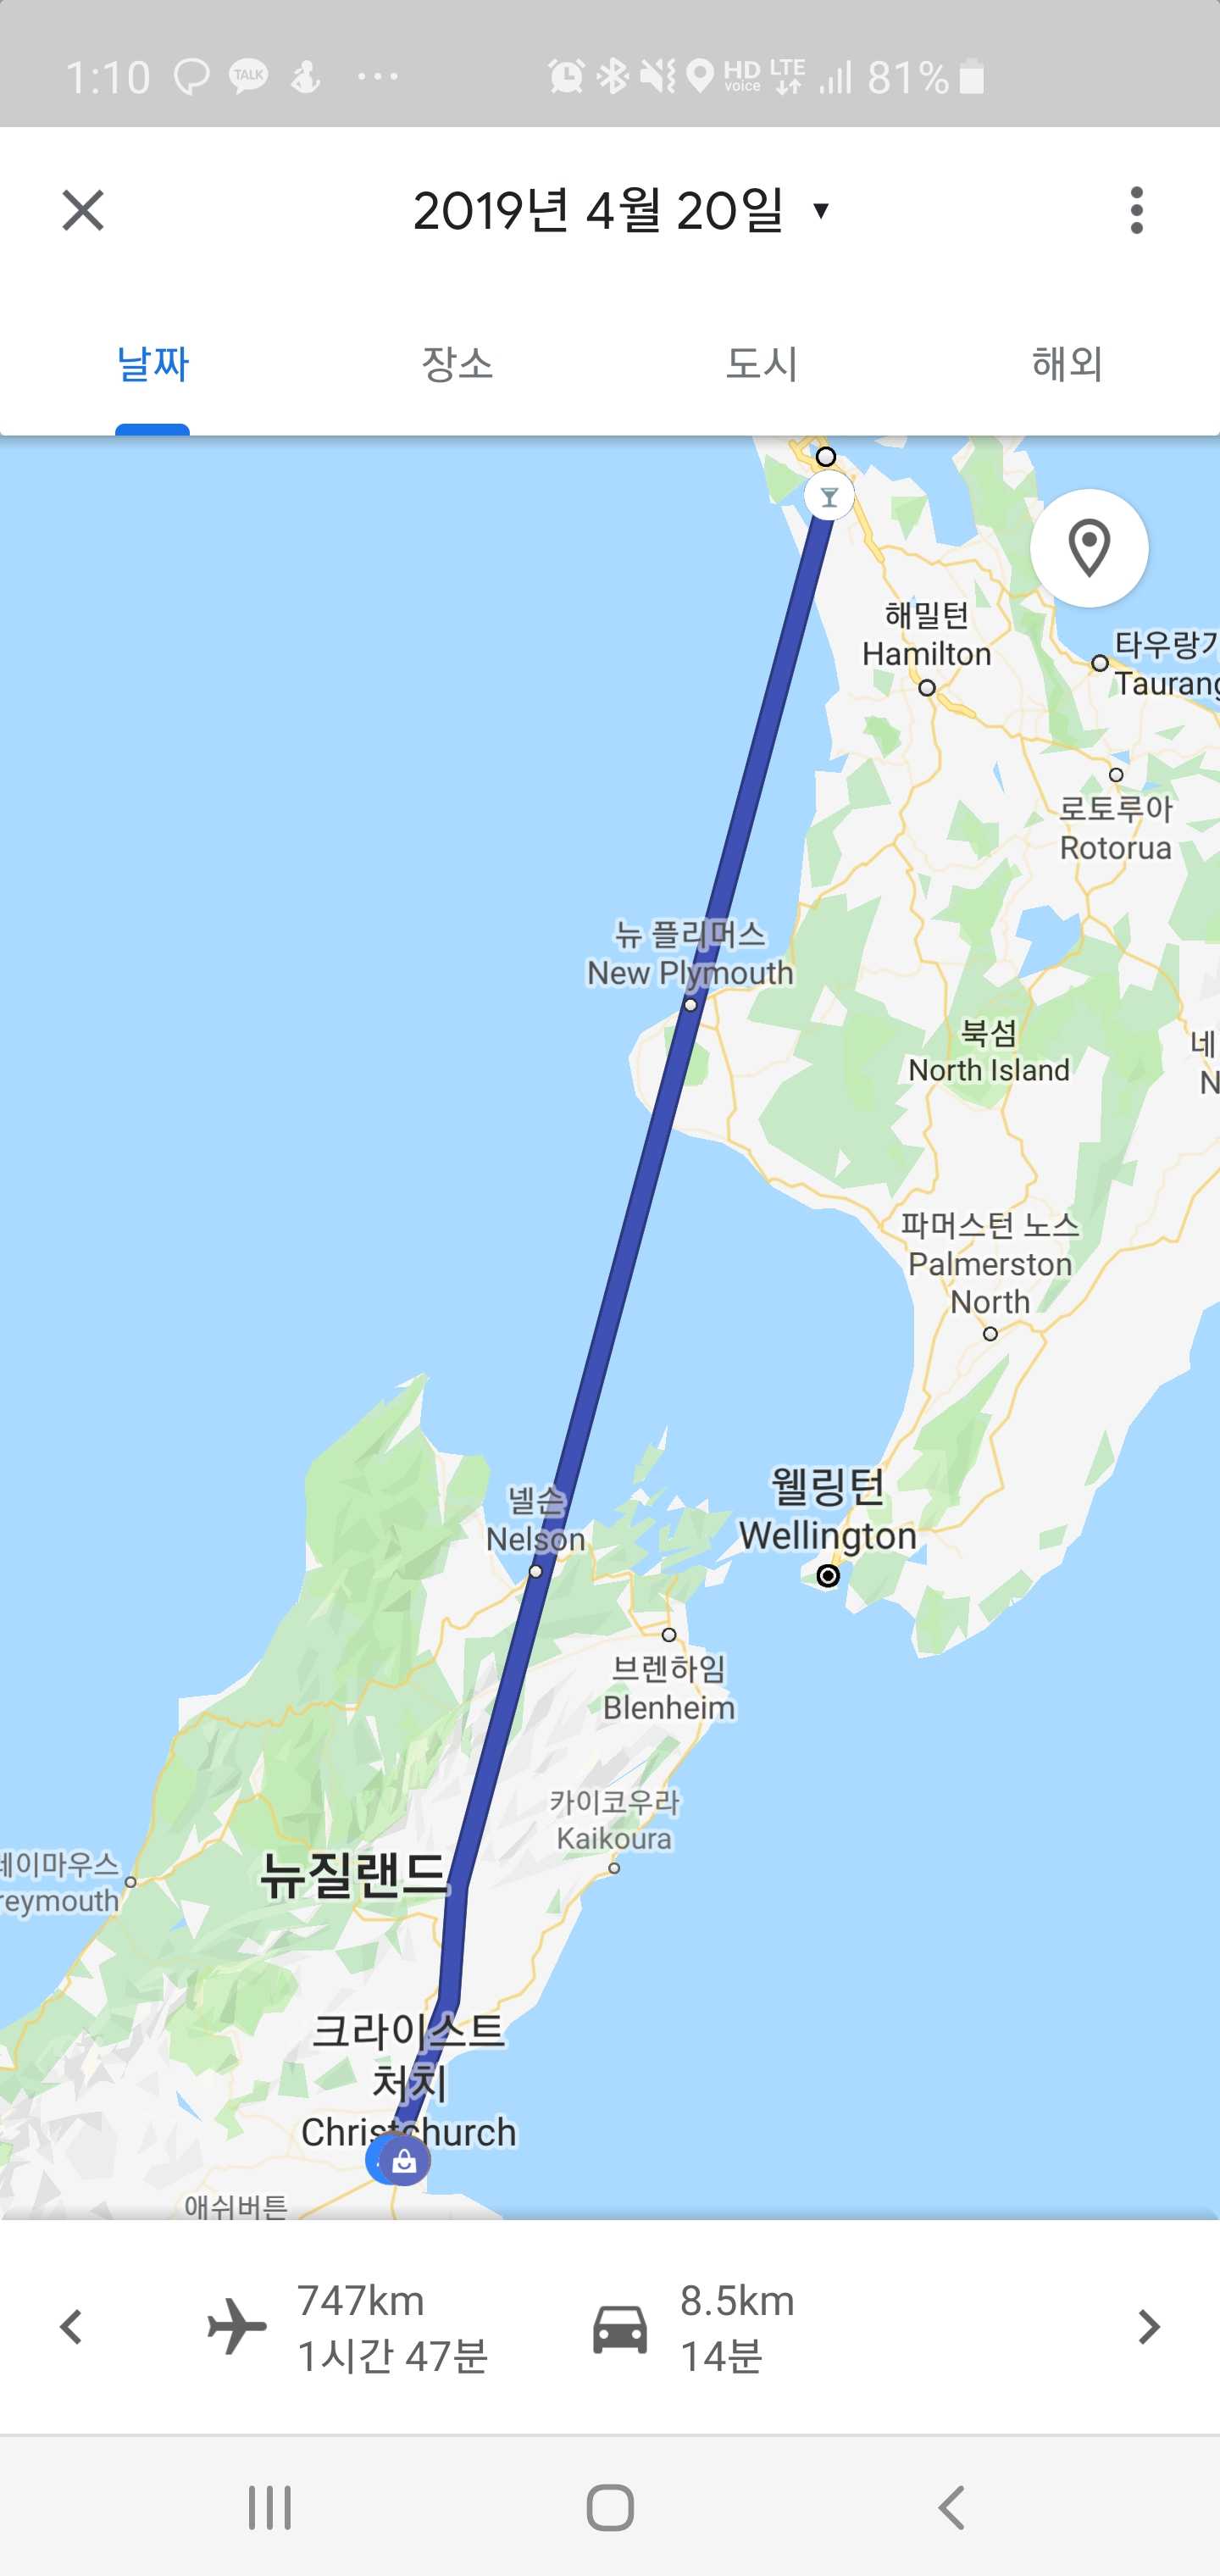 1:10 TALK HD voice LTE 81%
2019년 4월 20일
날짜 장소 도시 해외
해밀턴
Hamilton
타우랑
Taurang
로토루아
Rotorua
뉴 플리머스
New Plymouth
북섬
North Island
네
N
파머스턴 노스
Palmerston
North
웰링턴
Wellington
넬슨
Nelson
브렌하임
Blenheim
카이코우라
Kaikoura
이마우스
reymouth
뉴질랜드
크라이스트
처치
Christchurch
애쉬버튼
747km
1시간 47분
8.5km
14분